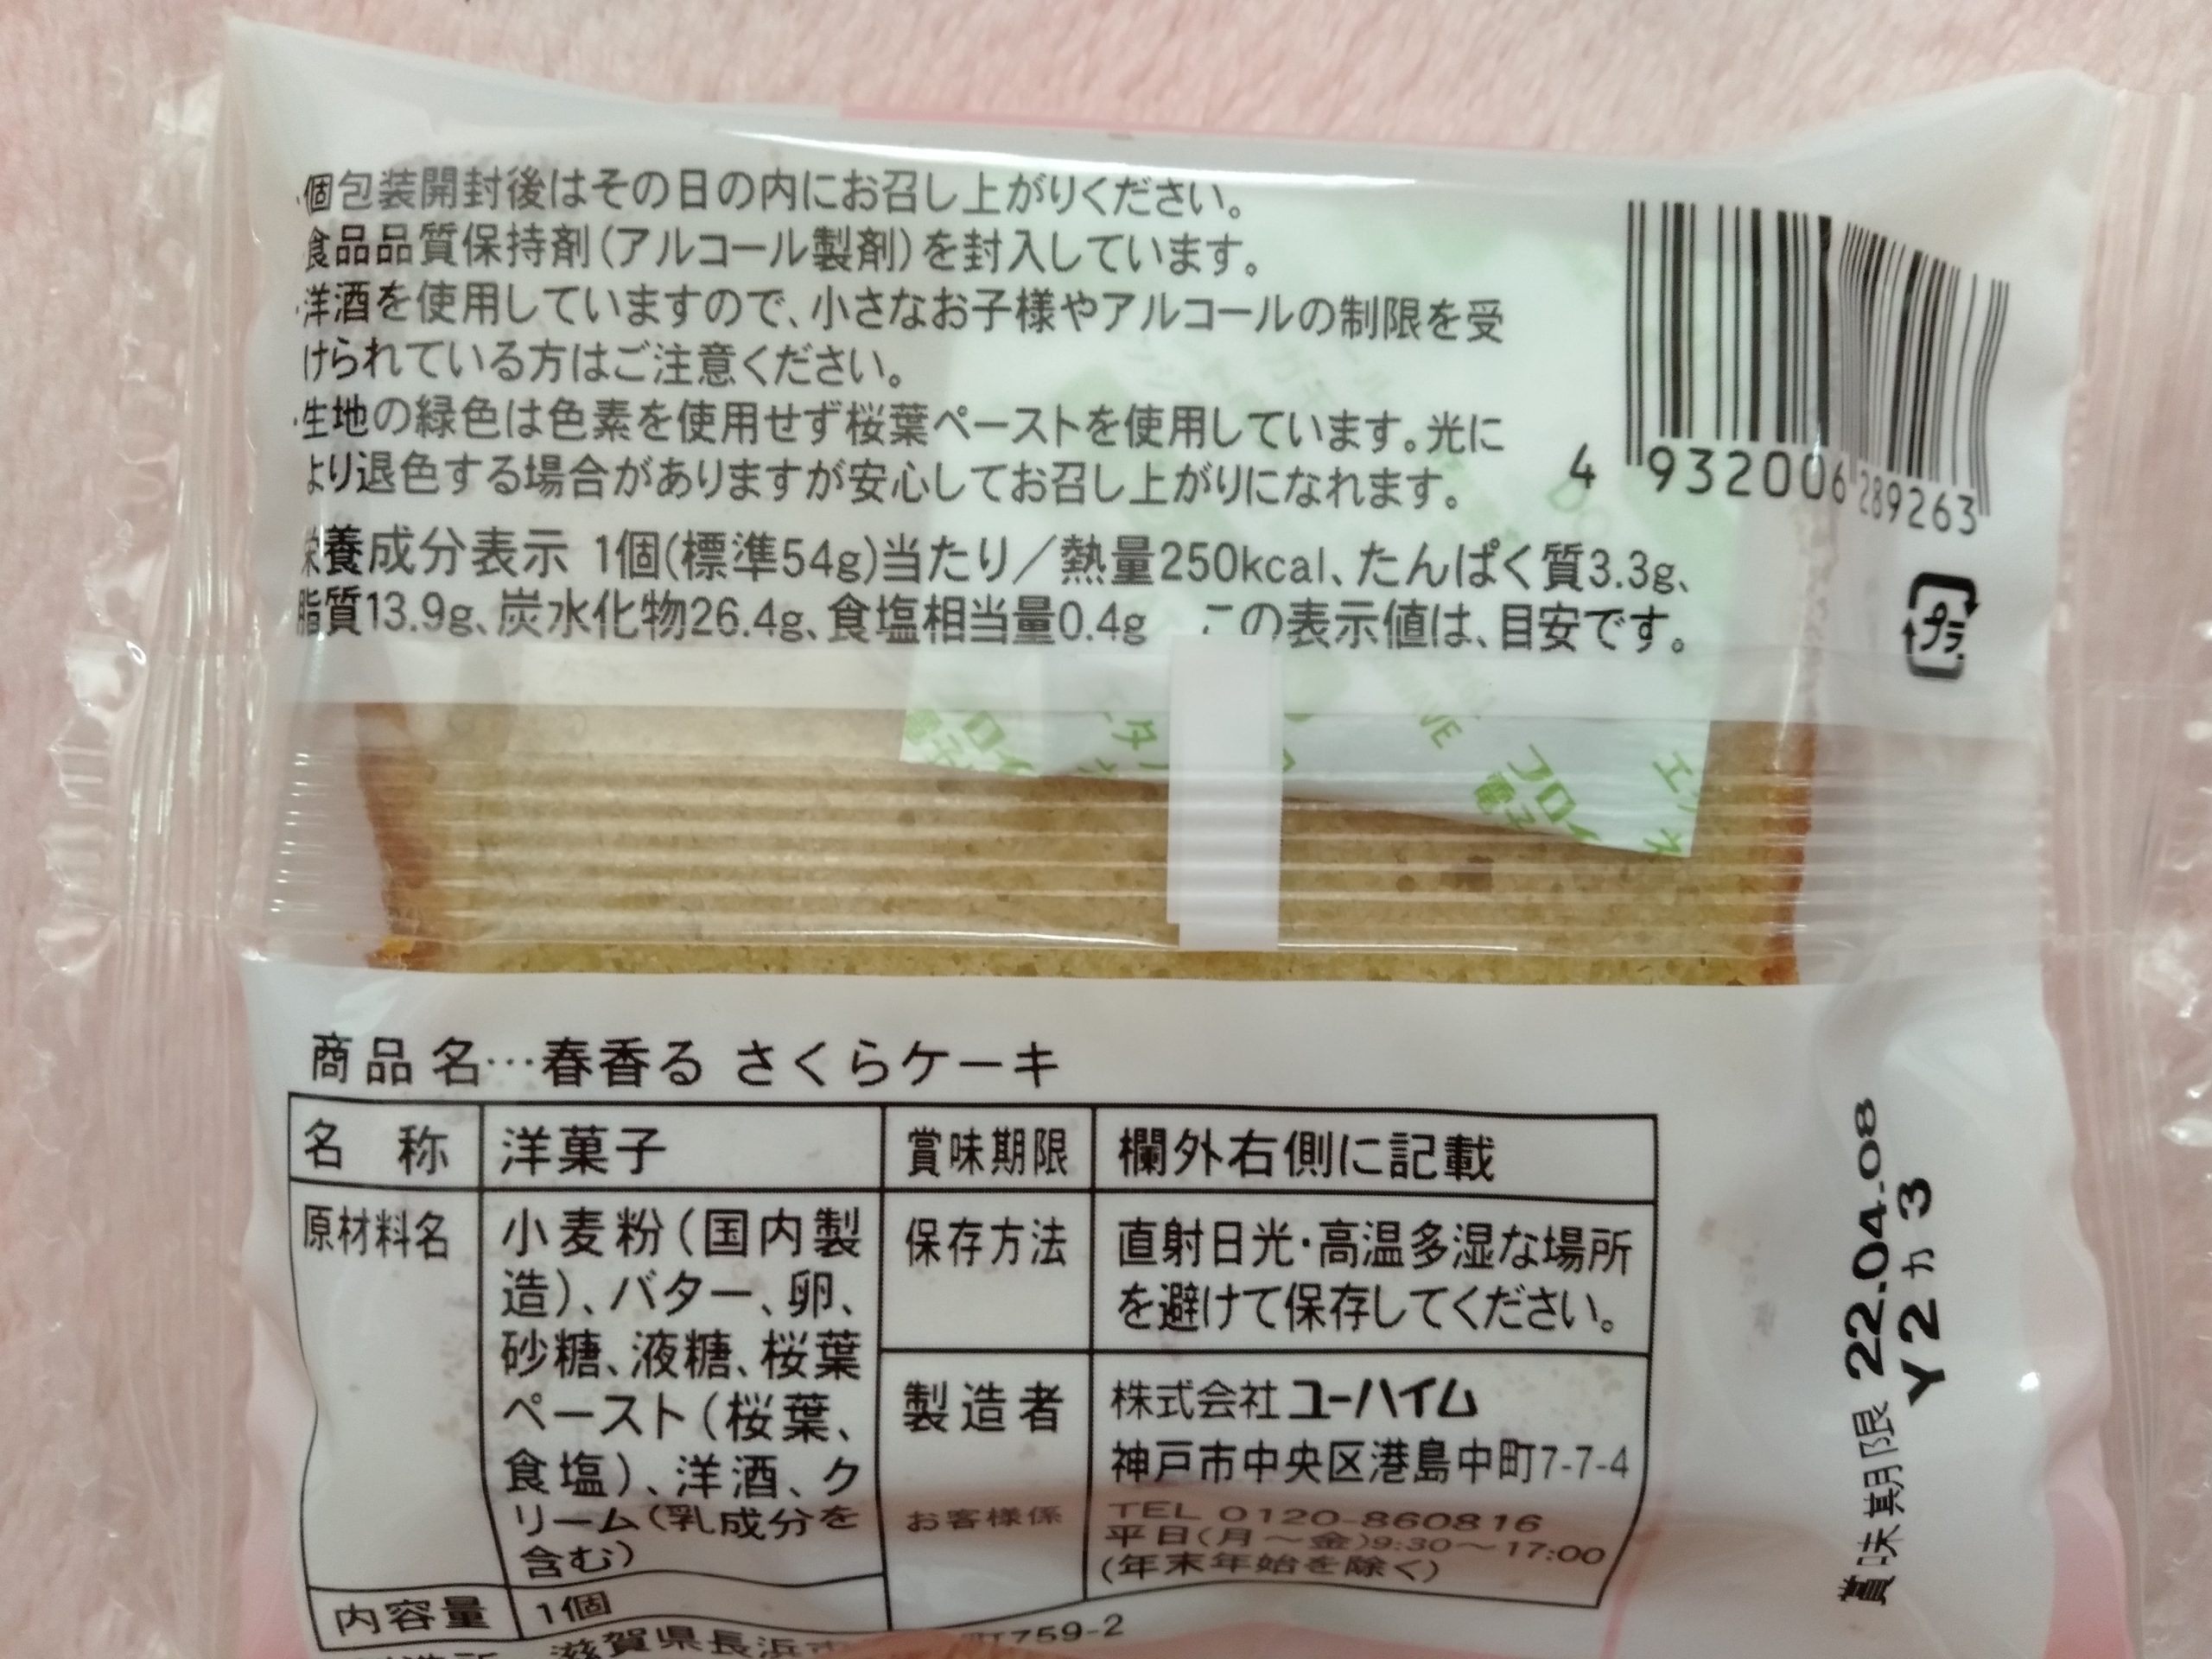 ・個包装開封後はその日の内にお召し上がりください。
食品品質保持剤(アルコール製剤)を封入しています。
・洋酒を使用していますので、小さなお子様やアルコールの制限を受
けられている方はご注意ください。
・生地の緑色は色素を使用せず桜葉ペーストを使用しています。光に
より退色する場合がありますが安心してお召し上がりになれます。
4 932006 289263
栄養成分表示 1個(標準54g)当たり/熱量250kcal、たんぱく質3.3g、
脂質13.9g、炭水化物26.4g、食塩相当量0.4g この表示値は、目安です。
プラ
商品名…春香る さくらケーキ
名 称 洋菓子
原材料名 小麦粉(国内製
造)、バター、卵、
砂糖、液糖、桜葉
ペースト(桜葉、
食塩)、洋酒、ク
リーム(乳成分を
含む)
内容量 1個
賞味期限 欄外右側に記載
保存方法 直射日光・高温多湿な場所
を避けて保存してください。
製造者 株式会社 ユーハイム
神戸市中央区港島中町7-7-4
お客様係 TEL 0120-860816
平日(月～金)9:30～17:00
(年末年始を除く)
滋賀県長浜市
町759-2
賞味期限 22.04.08
Y2カ3